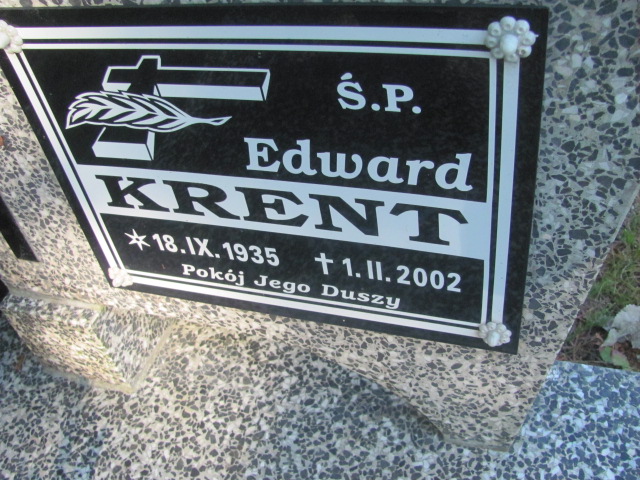 Ś.P.
Edward
KRENT
18.IX.1935 † 1.II.2002
Pokój Jego Duszy